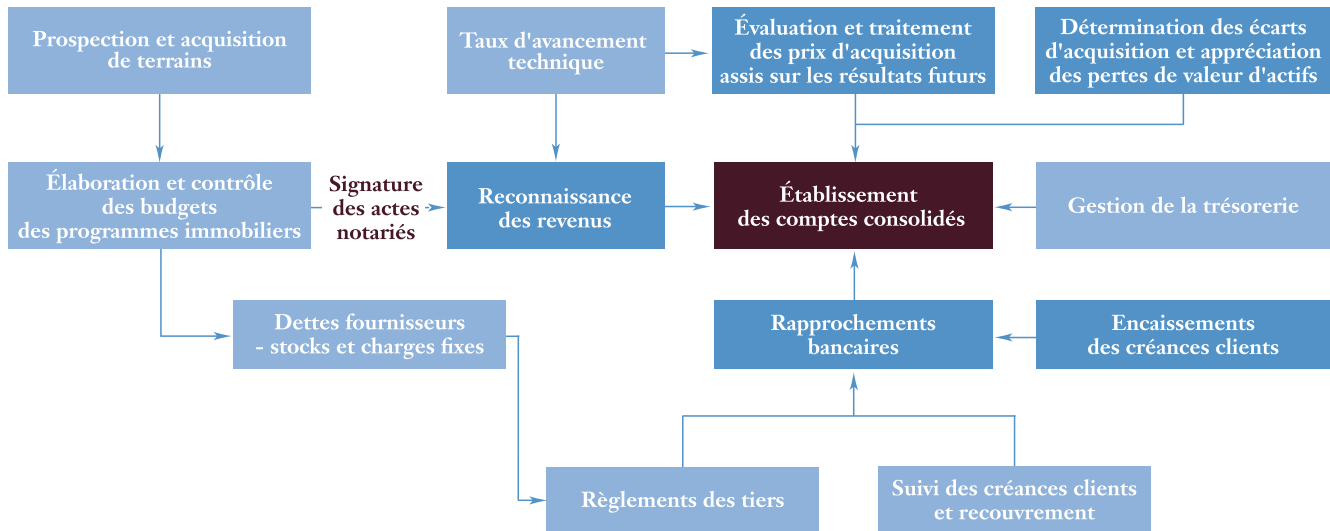 Prospection et acquisition
de terrains
Taux d'avancement
technique
Évaluation et traitement
des prix d'acquisition
assis sur les résultats futurs
Détermination des écarts
d'acquisition et appréciation
des pertes de valeur d'actifs
Élaboration et contrôle
des budgets
des programmes immobiliers
Signature
des actes
notariés
Reconnaissance
des revenus
Établissement
des comptes consolidés
Gestion de la trésorerie
Dettes fournisseurs
- stocks et charges fixes
Rapprochements
bancaires
Encaissements
des créances clients
Règlements des tiers
Suivi des créances clients
et recouvrement